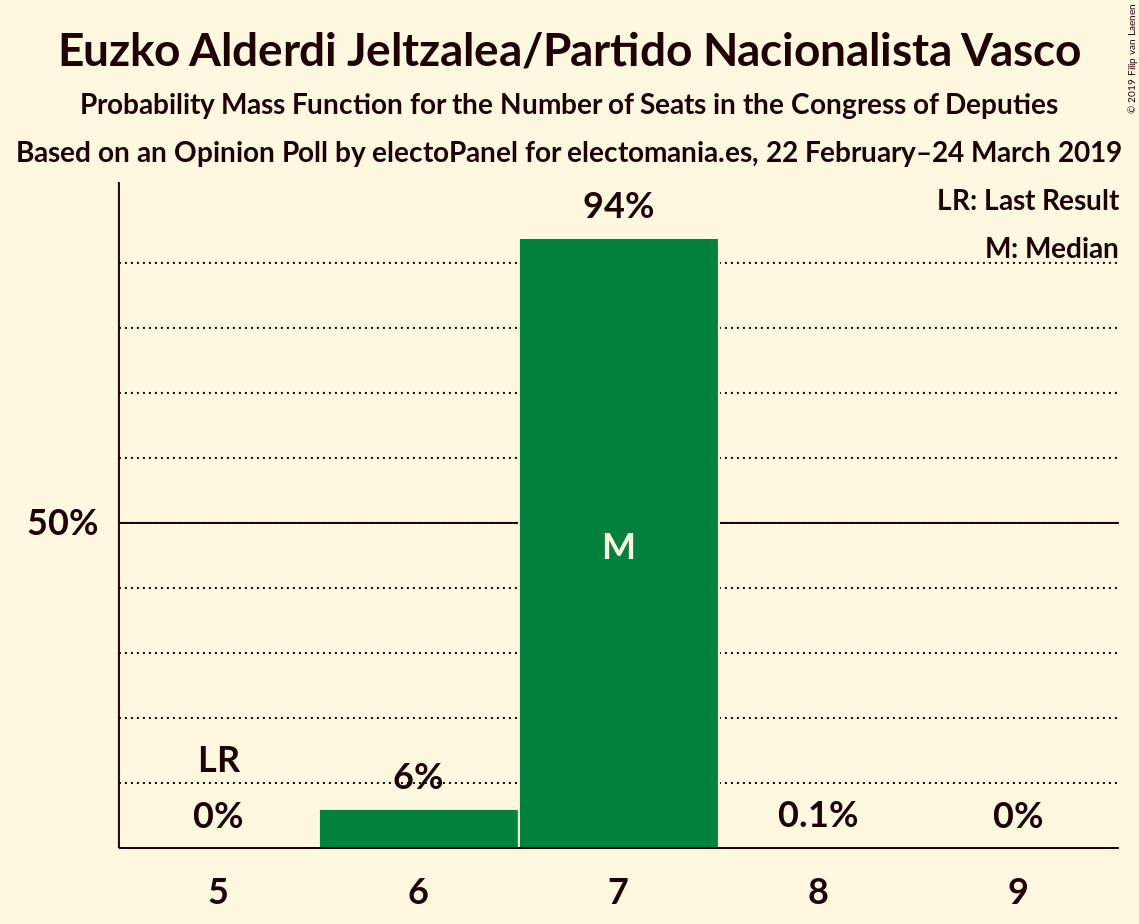 Euzko Alderdi Jeltzalea/Partido Nacionalista Vasco
Probability Mass Function for the Number of Seats in the Congress of Deputies
Based on an Opinion Poll by electoPanel for electomania.es, 22 February–24 March 2019
© 2019 Filip van Laenen
LR: Last Result
M: Median
94%
50%
M
LR
0%
6%
0.1%
0%
5 6 7 8 9